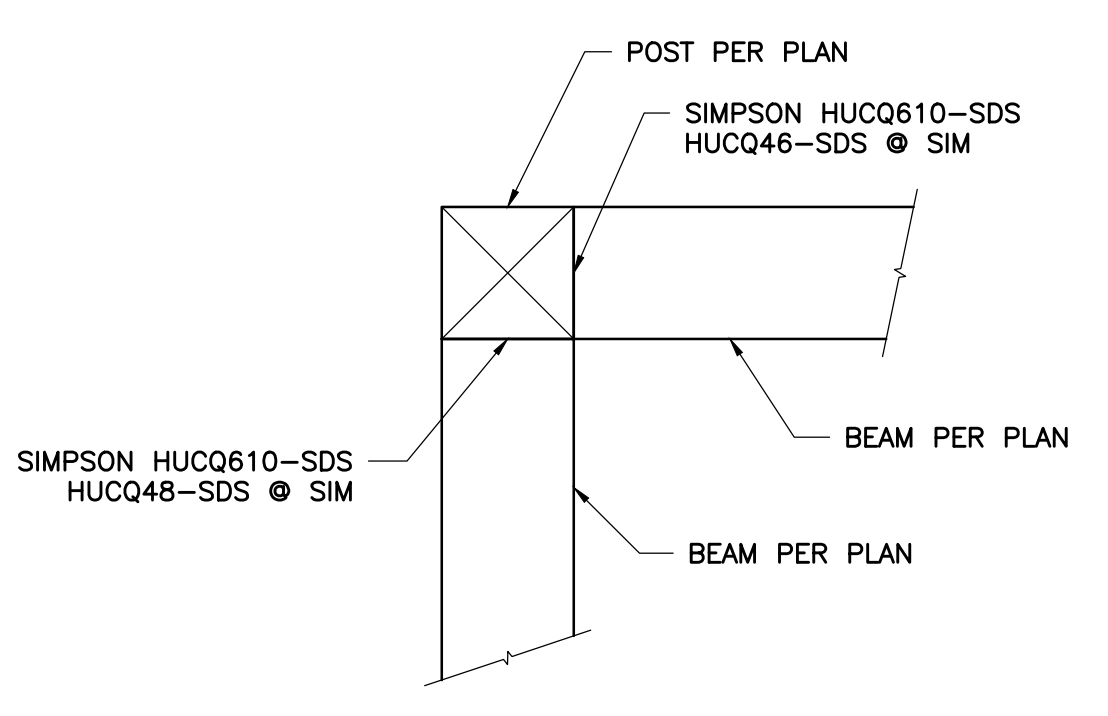 POST PER PLAN
SIMPSON HUCQ610-SDS
HUCQ46-SDS @ SIM
BEAM PER PLAN
SIMPSON HUCQ610-SDS
HUCQ48-SDS @ SIM
BEAM PER PLAN